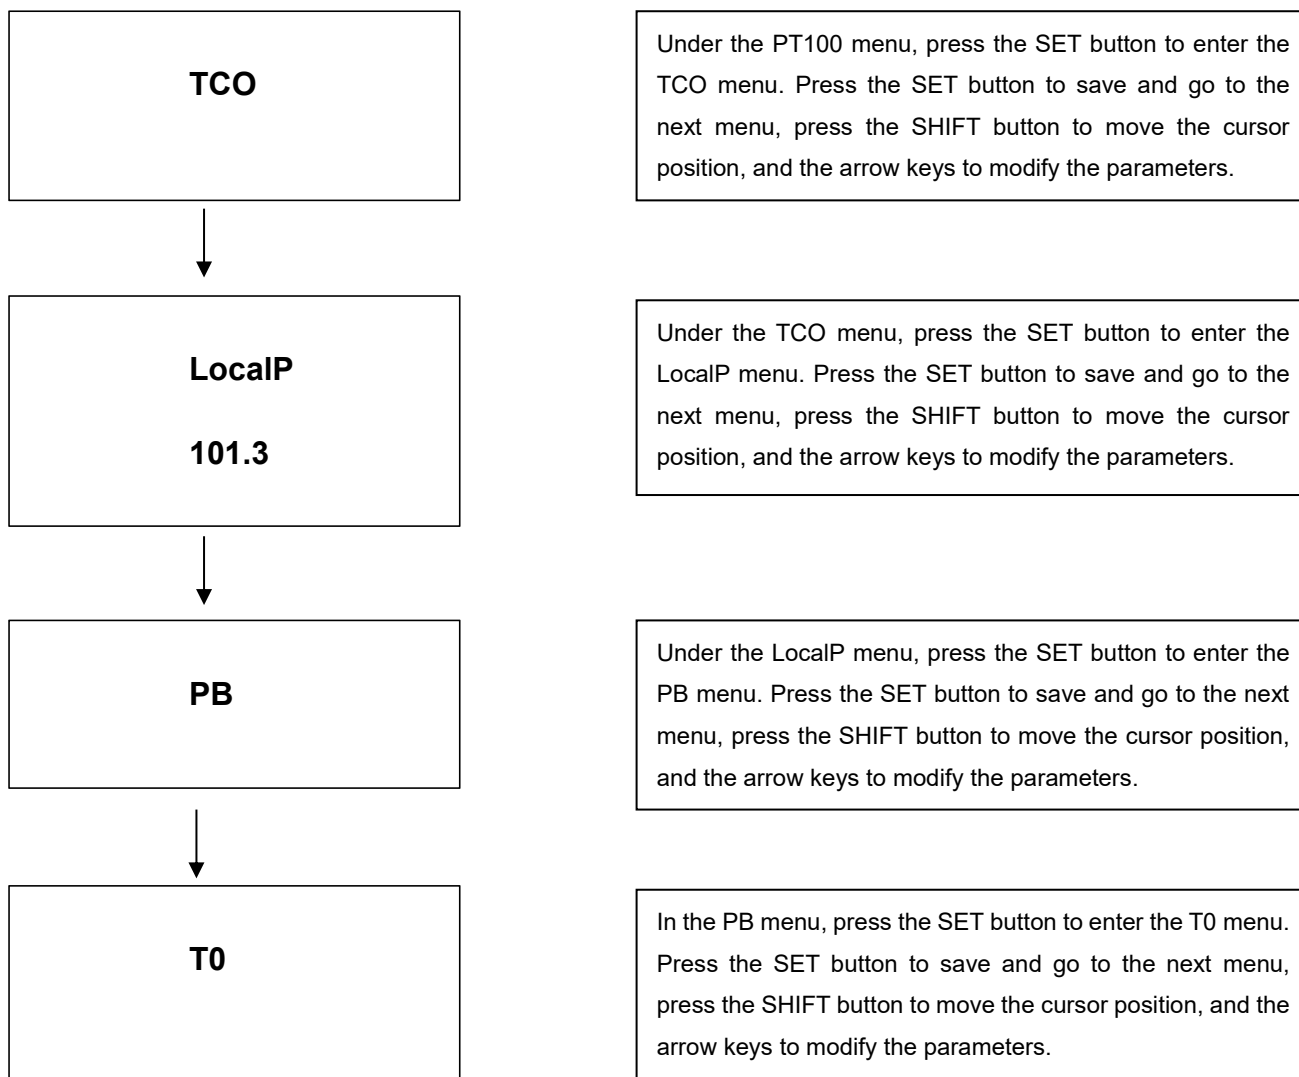 TCO
Under the PT100 menu, press the SET button to enter the
TCO menu. Press the SET button to save and go to the
next menu, press the SHIFT button to move the cursor
position, and the arrow keys to modify the parameters.
LocalP
101.3
Under the TCO menu, press the SET button to enter the
LocalP menu. Press the SET button to save and go to the
next menu, press the SHIFT button to move the cursor
position, and the arrow keys to modify the parameters.
PB
Under the LocalP menu, press the SET button to enter the
PB menu. Press the SET button to save and go to the next
menu, press the SHIFT button to move the cursor position,
and the arrow keys to modify the parameters.
T0
In the PB menu, press the SET button to enter the T0 menu.
Press the SET button to save and go to the next menu,
press the SHIFT button to move the cursor position, and the
arrow keys to modify the parameters.